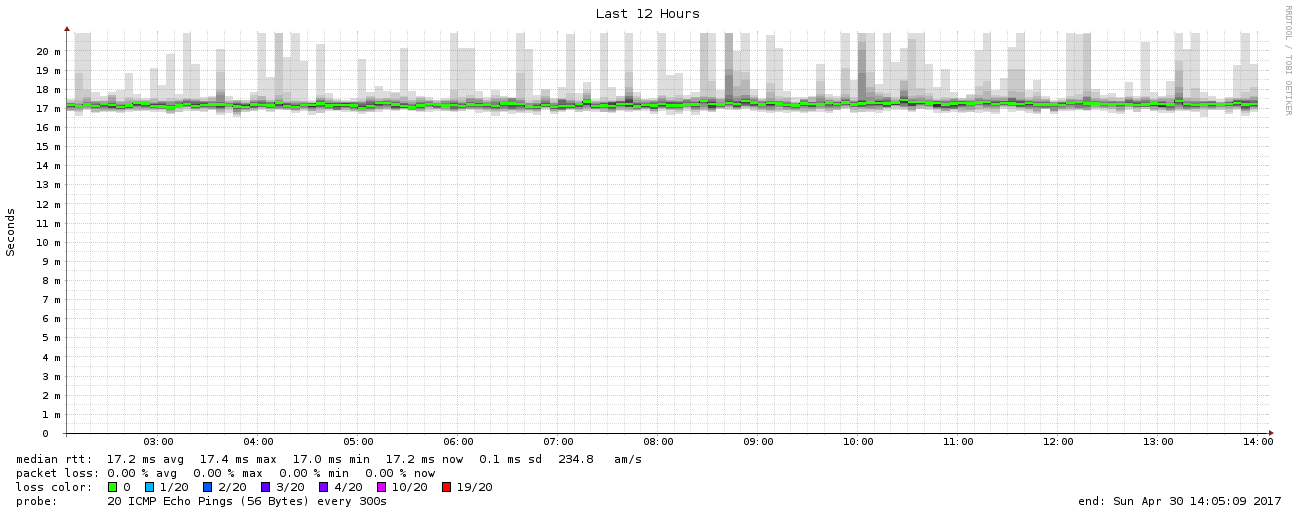 Last 12 Hours
RRDTOOL / TOBI OETIKER
Seconds
20 m
19 m
18 m
17 m
16 m
15 m
14 m
13 m
12 m
11 m
10 m
9 m
8 m
7 m
6 m
5 m
4 m
3 m
2 m
1 m
0
03:00 04:00 05:00 06:00 07:00 08:00 09:00 10:00 11:00 12:00 13:00 14:00
median rtt: 17.2 ms avg 17.4 ms max 17.0 ms min 17.2 ms now 0.1 ms sd 234.8 am/s
packet loss: 0.00 % avg 0.00 % max 0.00 % min 0.00 % now
loss color: 0 1/20 2/20 3/20 4/20 10/20 19/20
probe: 20 ICMP Echo Pings (56 Bytes) every 300s end: Sun Apr 30 14:05:09 2017